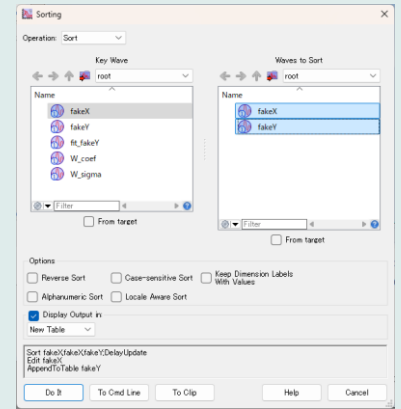 Sorting
Operation: Sort
Key Wave
root
Name
fakeX
fakeY
fit_fakeY
W_coef
W_sigma
Filter
From target
Waves to Sort
root
Name
fakeX
fakeY
Filter
From target
Options
Reverse Sort
Case-sensitive Sort
Keep Dimension Labels
With Values
Alphanumeric Sort
Locale Aware Sort
Display Output in
New Table
Sort fakeX,fakeX,fakeY;DelayUpdate
Edit fakeX
AppendToTable fakeY
Do It
To Cmd Line
To Clip
Help
Cancel